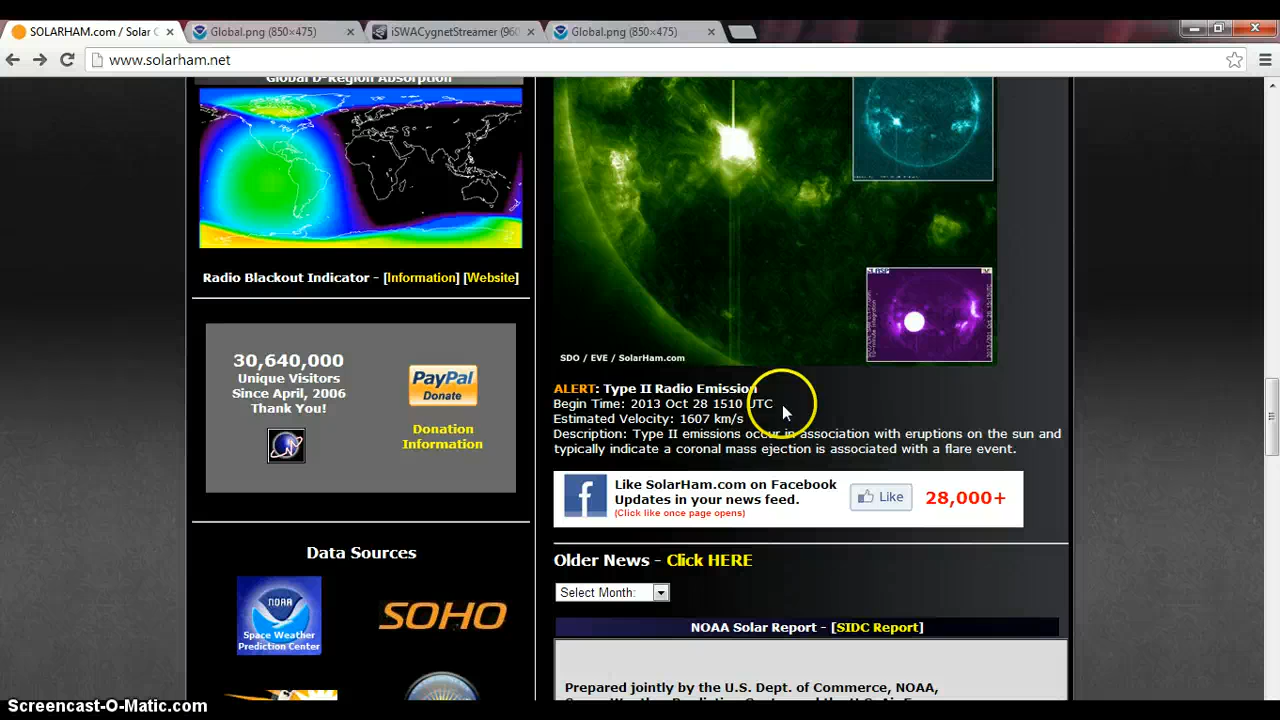 SOLARHAM.com / Solar C
Global.png (850×475)
iSWACygnetStreamer (960
Global.png (850×475)
www.solarham.net
Global D-Region Absorption
Radio Blackout Indicator - [Information] [Website]
30,640,000
Unique Visitors
Since April, 2006
Thank You!
PayPal
Donate
Donation
Information
Data Sources
NOAA
Space Weather
Prediction Center
SOHO
SDO / EVE / SolarHam.com
ALERT: Type II Radio Emission
Begin Time: 2013 Oct 28 1510 UTC
Estimated Velocity: 1607 km/s
Description: Type II emissions occur in association with eruptions on the sun and
typically indicate a coronal mass ejection is associated with a flare event.
Like SolarHam.com on Facebook
Updates in your news feed.
(Click like once page opens)
Like
28,000+
Older News - Click HERE
Select Month:
NOAA Solar Report - [SIDC Report]
Prepared jointly by the U.S. Dept. of Commerce, NOAA,
Screencast-O-Matic.com